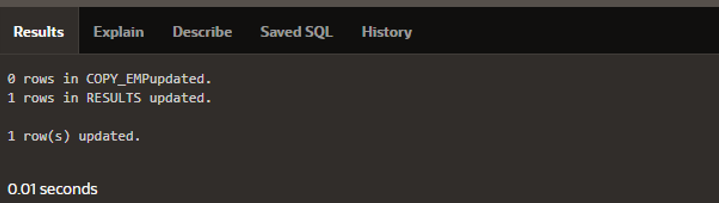 Results Explain Describe Saved SQL History
0 rows in COPY_EMPupdated.
1 rows in RESULTS updated.
1 row(s) updated.
0.01 seconds